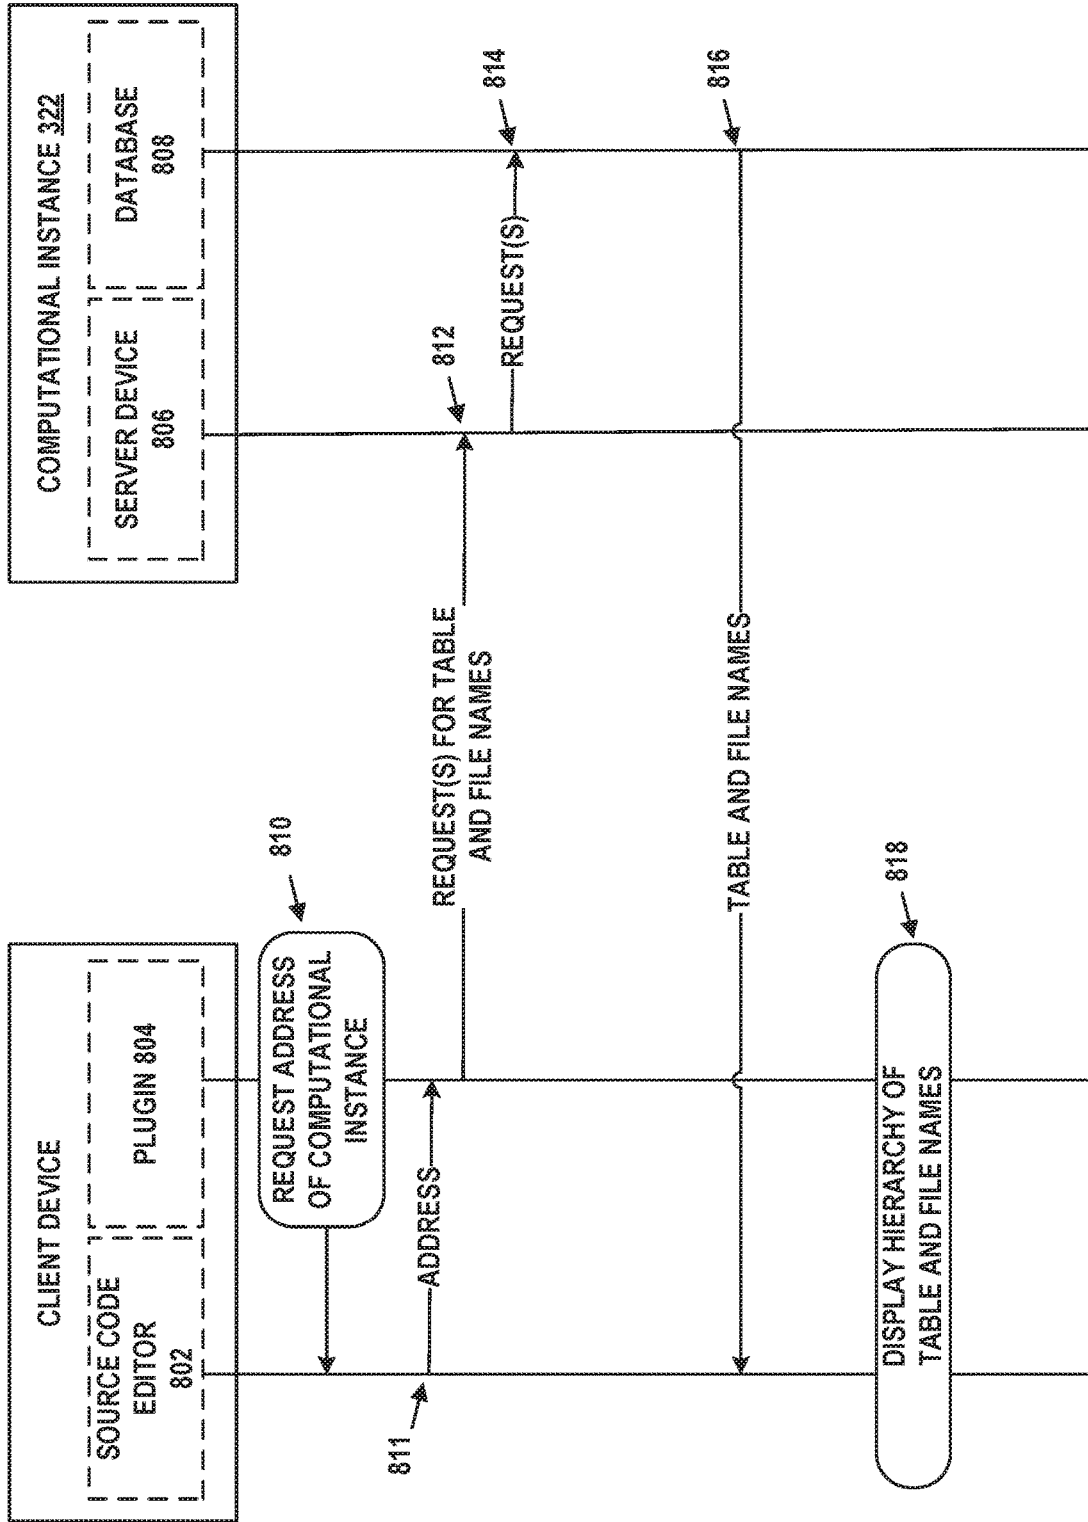 CLIENT DEVICE
SOURCE CODE
EDITOR
802
PLUGIN 804
COMPUTATIONAL INSTANCE 322
SERVER DEVICE
806
DATABASE
808
810
REQUEST ADDRESS
OF COMPUTATIONAL
INSTANCE
811
ADDRESS
REQUEST(S) FOR TABLE
AND FILE NAMES
812
REQUEST(S)
814
TABLE AND FILE NAMES
816
DISPLAY HIERARCHY OF
TABLE AND FILE NAMES
818